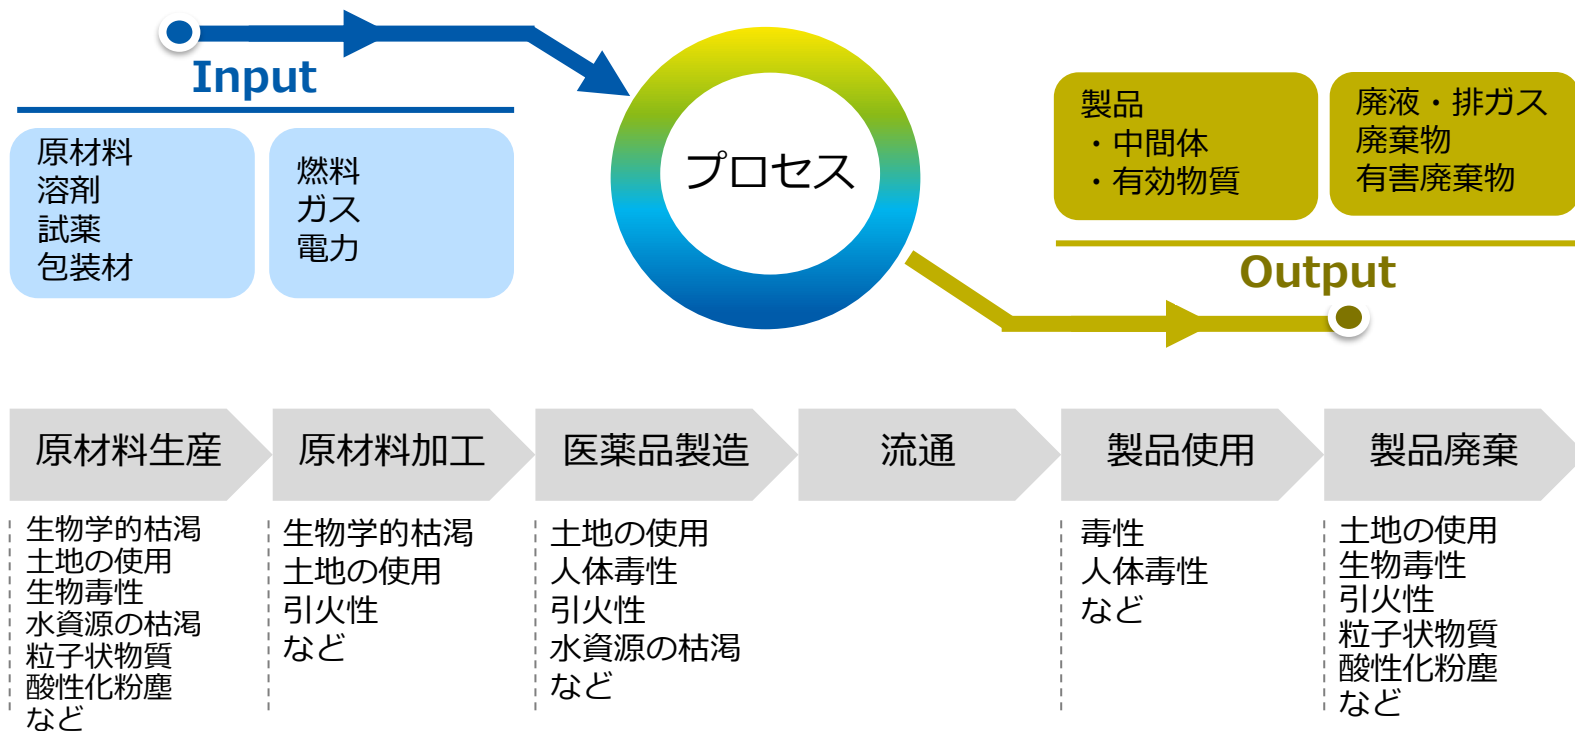 Input
原材料
溶剤
試薬
包装材
燃料
ガス
電力
プロセス
製品
・中間体
・有効物質
廃液・排ガス
廃棄物
有害廃棄物
Output
原材料生産
原材料加工
医薬品製造
流通
製品使用
製品廃棄
生物学的枯渇
土地の使用
生物毒性
水資源の枯渇
粒子状物質
酸性化粉塵
など
生物学的枯渇
土地の使用
引火性
など
土地の使用
人体毒性
引火性
水資源の枯渇
など
毒性
人体毒性
など
土地の使用
生物毒性
引火性
粒子状物質
酸性化粉塵
など